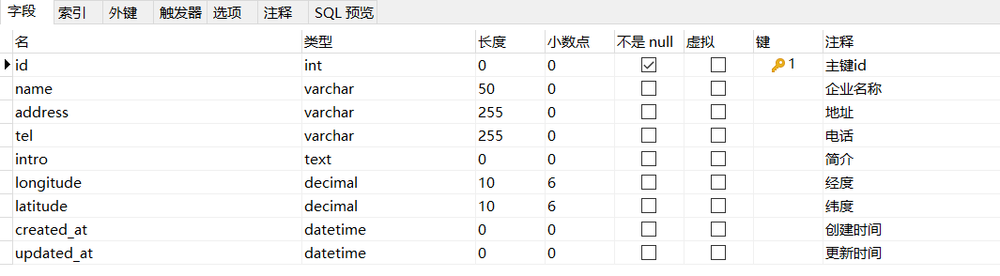 字段 索引 外键 触发器 选项 注释 SQL 预览
名 类型 长度 小数点 不是 null 虚拟 键 注释
id int 0 0 1 主键id
name varchar 50 0 企业名称
address varchar 255 0 地址
tel varchar 255 0 电话
intro text 0 0 简介
longitude decimal 10 6 经度
latitude decimal 10 6 纬度
created_at datetime 0 0 创建时间
updated_at datetime 0 0 更新时间